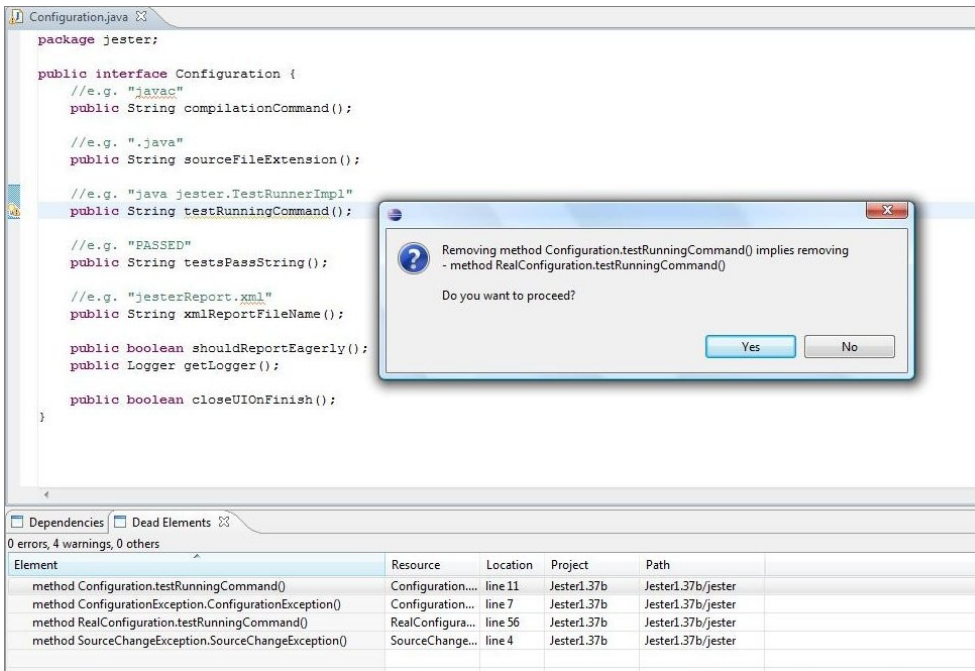 Configuration.java
package jester;
public interface Configuration {
//e.g. "javac"
public String compilationCommand();
//e.g. ".java"
public String sourceFileExtension();
//e.g. "java jester.TestRunnerImpl"
public String testRunningCommand();
//e.g. "PASSED"
public String testsPassString();
//e.g. "jesterReport.xml"
public String xmlReportFileName();
public boolean shouldReportEagerly();
public Logger getLogger();
public boolean closeUIOnFinish();
}
Removing method Configuration.testRunningCommand() implies removing
- method RealConfiguration.testRunningCommand()
Do you want to proceed?
Yes No
Dependencies Dead Elements
0 errors, 4 warnings, 0 others
Element Resource Location Project Path
method Configuration.testRunningCommand() Configuration.... line 11 Jester1.37b Jester1.37b/jester
method ConfigurationException.ConfigurationException() Configuration... line 7 Jester1.37b Jester1.37b/jester
method RealConfiguration.testRunningCommand() RealConfigura... line 56 Jester1.37b Jester1.37b/jester
method SourceChangeException.SourceChangeException() SourceChange... line 4 Jester1.37b Jester1.37b/jester